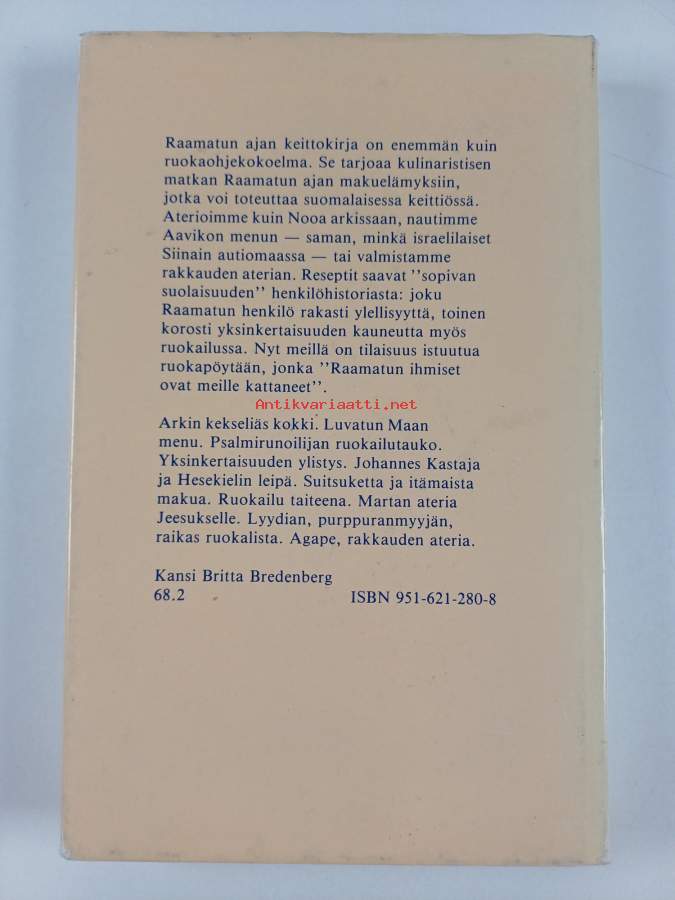 Raamatun ajan keittokirja on enemmän kuin
ruokaohjekokoelma. Se tarjoaa kulinaristisen
matkan Raamatun ajan makuelämyksiin,
jotka voi toteuttaa suomalaisessa keittiössä.
Aterioimme kuin Nooa arkissaan, nautimme
Aavikon menun — saman, minkä israelilaiset
Siinain autiomaassa — tai valmistamme
rakkauden aterian. Reseptit saavat ''sopivan
suolaisuuden'' henkilöhistoriasta: joku
Raamatun henkilö rakasti ylellisyyttä, toinen
korosti yksinkertaisuuden kauneutta myös
ruokailussa. Nyt meillä on tilaisuus istuutua
ruokapöytään, jonka ''Raamatun ihmiset
ovat meille kattaneet''.
Antikvariaatti.net
Arkin kekseliäs kokki. Luvatun Maan
menu. Psalmirunoilijan ruokailutauko.
Yksinkertaisuuden ylistys. Johannes Kastaja
ja Hesekielin leipä. Suitsuketta ja itämaista
makua. Ruokailu taiteena. Martan ateria
Jeesukselle. Lyydian, purppuranmyyjän,
raikas ruokalista. Agape, rakkauden ateria.
Kansi Britta Bredenberg
68.2 ISBN 951-621-280-8